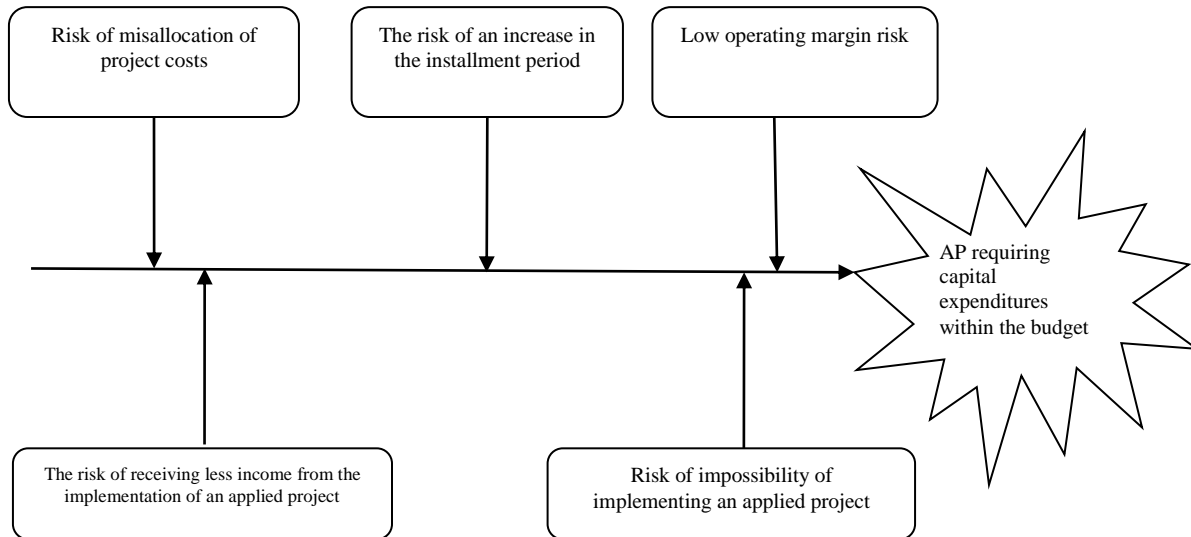 Risk of misallocation of
project costs
The risk of an increase in
the installment period
Low operating margin risk
AP requiring
capital
expenditures
within the budget
The risk of receiving less income from the
implementation of an applied project
Risk of impossibility of
implementing an applied project